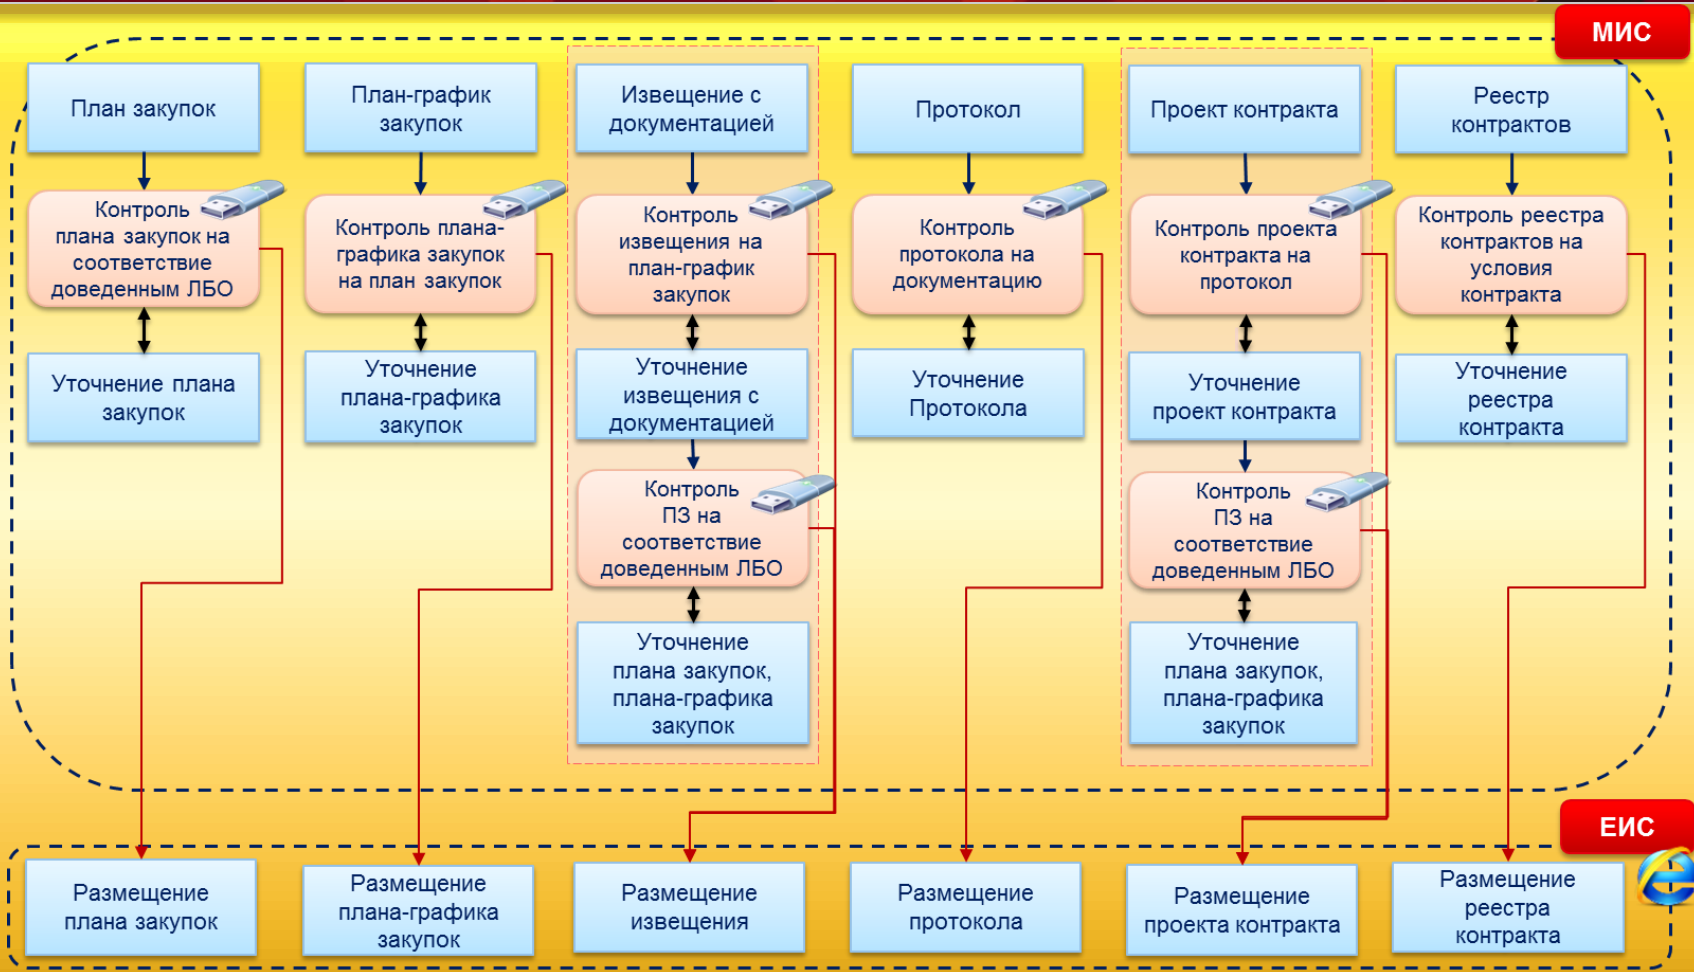 МИС
План закупок
План-график
закупок
Извещение с
документацией
Протокол
Проект контракта
Реестр
контрактов
Контроль
плана закупок на
соответствие
доведенным ЛБО
Контроль плана-
графика закупок
на план закупок
Контроль
извещения на
план-график
закупок
Контроль
протокола на
документацию
Контроль проекта
контракта на
протокол
Контроль реестра
контрактов на
условия
контракта
Уточнение плана
закупок
Уточнение
плана-графика
закупок
Уточнение
извещения с
документацией
Уточнение
Протокола
Уточнение
проект контракта
Уточнение
реестра
контракта
Контроль
ПЗ на
соответствие
доведенным ЛБО
Контроль
ПЗ на
соответствие
доведенным ЛБО
Уточнение
плана закупок,
плана-графика
закупок
Уточнение
плана закупок,
плана-графика
закупок
ЕИС
Размещение
плана закупок
Размещение
плана-графика
закупок
Размещение
извещения
Размещение
протокола
Размещение
проекта контракта
Размещение
реестра
контракта